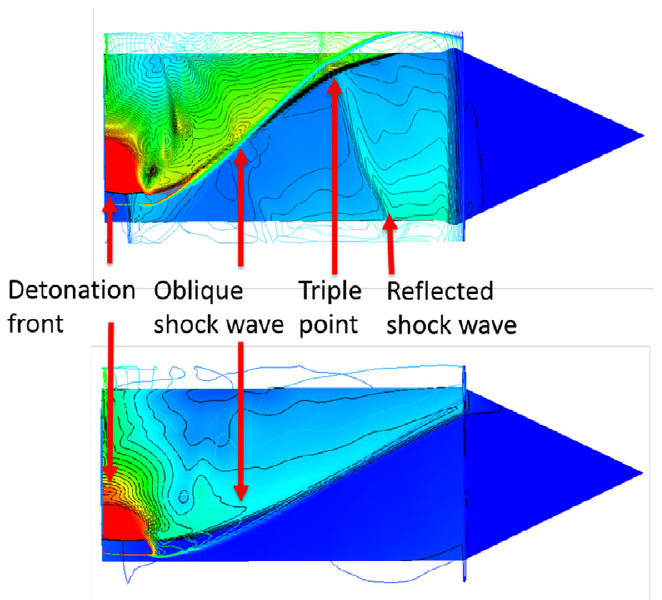 Detonation Oblique Triple Reflected
front shock wave point shock wave